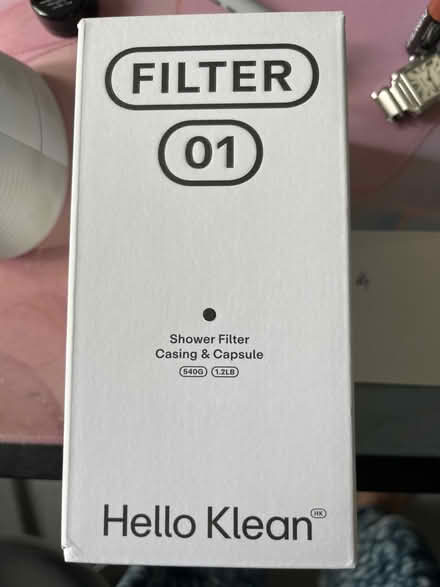 FILTER
01
Shower Filter
Casing & Capsule
540G 1.2LB
Hello Klean HK